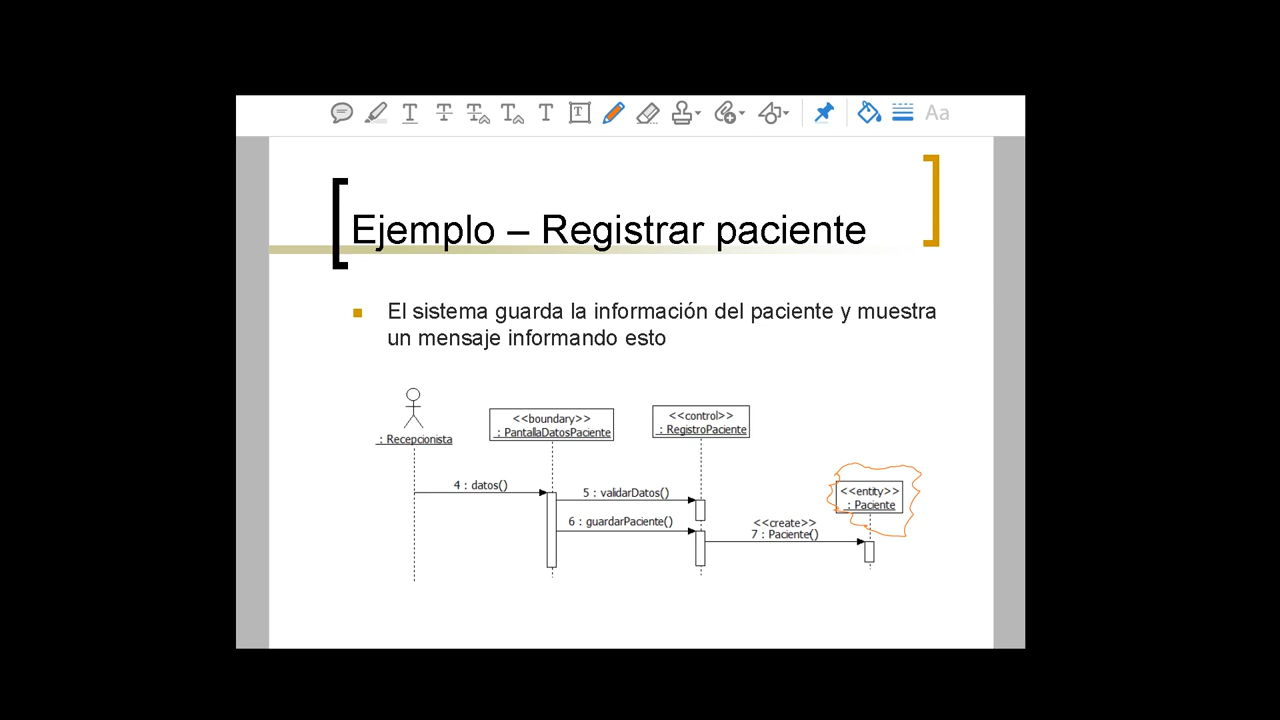 T T T T T T Aa
Ejemplo – Registrar paciente
El sistema guarda la información del paciente y muestra
un mensaje informando esto
: Recepcionista
<<boundary>>
: PantallaDatosPaciente
<<control>>
: RegistroPaciente
<<entity>>
: Paciente
4 : datos()
5 : validarDatos()
6 : guardarPaciente()
<<create>>
7 : Paciente()